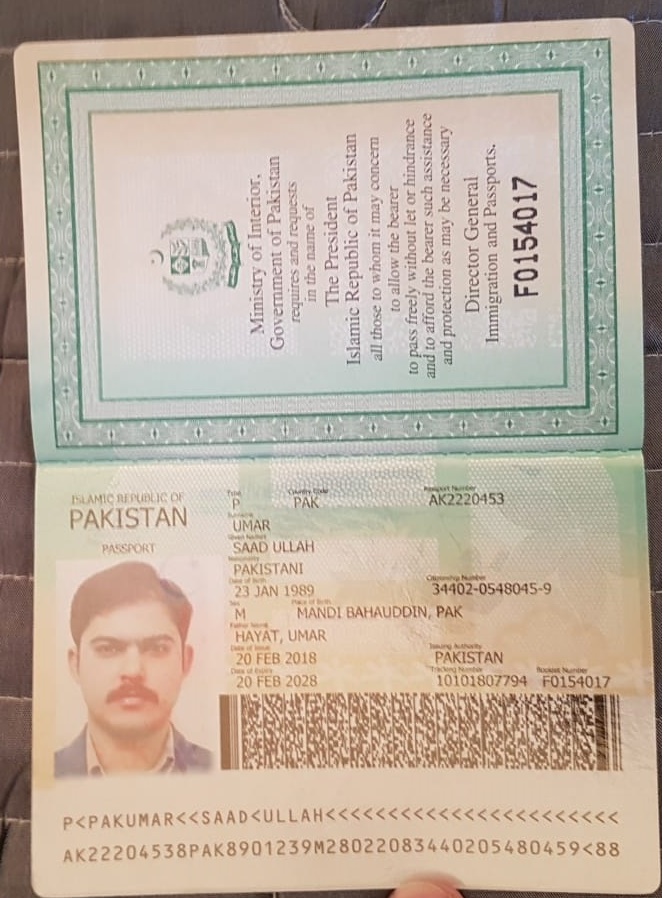 Ministry of Interior,
Government of Pakistan
requires and requests
in the name of
The President
Islamic Republic of Pakistan
all those to whom it may concern
to allow the bearer
to pass freely without let or hindrance
and to afford the bearer such assistance
and protection as may be necessary
Director General
Immigration and Passports.
F0154017
ISLAMIC REPUBLIC OF
PAKISTAN
PASSPORT
Type Country Code Passport Number
P PAK AK2220453
Surname
UMAR
Given Names
SAAD ULLAH
Nationality
PAKISTANI
Date of Birth Citizenship Number
23 JAN 1989 34402-0548045-9
Sex Place of Birth
M MANDI BAHAUDDIN, PAK
Father Name
HAYAT, UMAR
Date of Issue Issuing Authority
20 FEB 2018 PAKISTAN
Date of Expiry Tracking Number Booklet Number
20 FEB 2028 10101807794 F0154017
P<PAKUMAR<<SAAD<ULLAH<<<<<<<<<<<<<<<<<<<<<<<
AK22204538PAK8901239M28022083440205480459<88